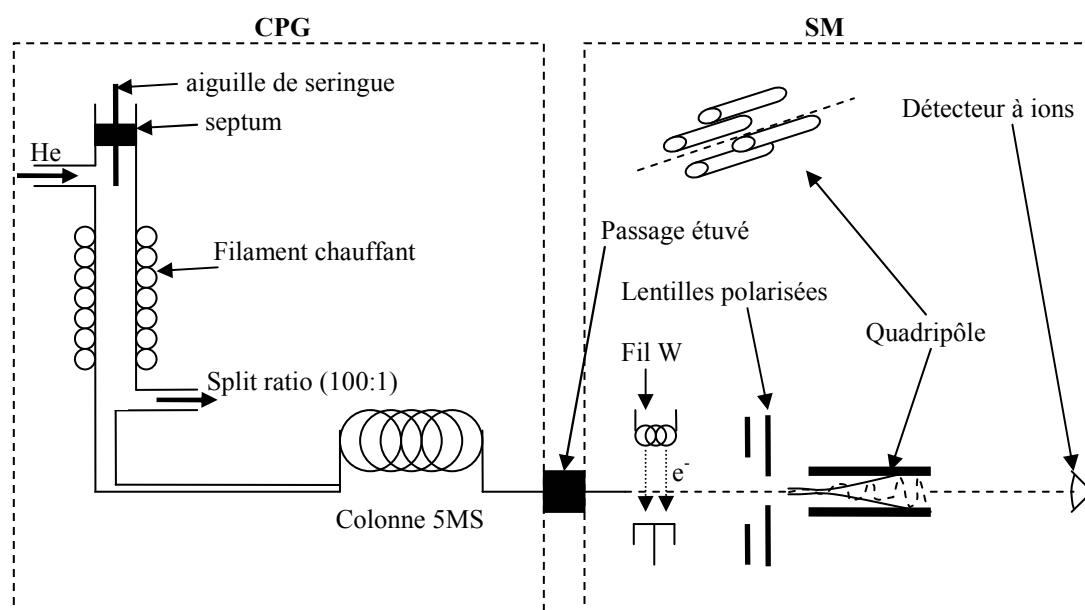 CPG
SM
aiguille de seringue
septum
He
Filament chauffant
Split ratio (100:1)
Colonne 5MS
Passage étuvé
Détecteur à ions
Lentilles polarisées
Quadripôle
Fil W
e-